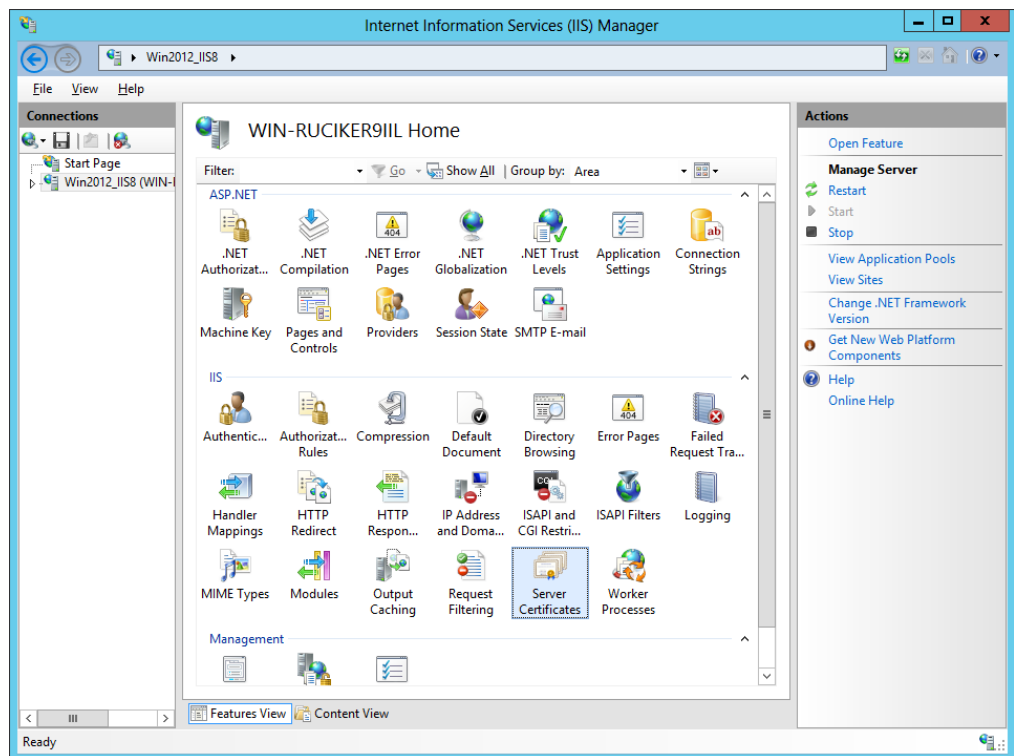 Internet Information Services (IIS) Manager
Win2012_IIS8
File View Help
Connections
Start Page
Win2012_IIS8 (WIN-I
WIN-RUCIKER9IIL Home
Filter: Go Show All Group by: Area
ASP.NET
.NET Authorizat...
.NET Compilation
.NET Error Pages
.NET Globalization
.NET Trust Levels
Application Settings
Connection Strings
Machine Key
Pages and Controls
Providers
Session State
SMTP E-mail
IIS
Authentic...
Authorizat... Rules
Compression
Default Document
Directory Browsing
Error Pages
Failed Request Tra...
Handler Mappings
HTTP Redirect
HTTP Respon...
IP Address and Doma...
ISAPI and CGI Restri...
ISAPI Filters
Logging
MIME Types
Modules
Output Caching
Request Filtering
Server Certificates
Worker Processes
Management
Features View Content View
Actions
Open Feature
Manage Server
Restart
Start
Stop
View Application Pools
View Sites
Change .NET Framework
Version
Get New Web Platform
Components
Help
Online Help
Ready